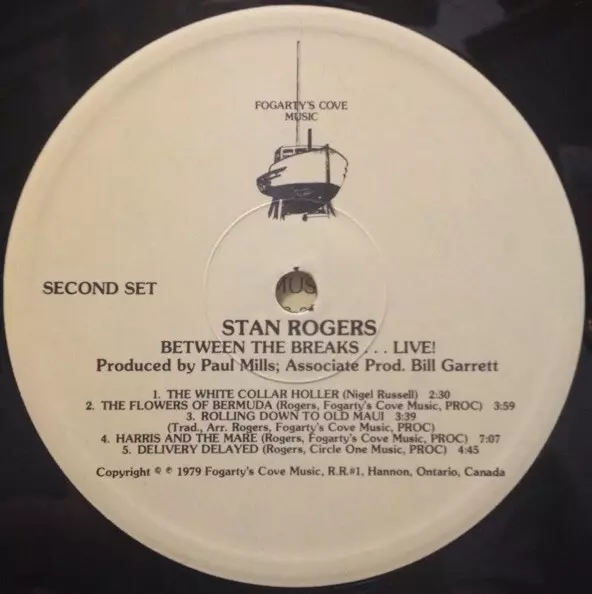 FOGARTY'S COVE
MUSIC
SECOND SET
STAN ROGERS
BETWEEN THE BREAKS . . . LIVE!
Produced by Paul Mills; Associate Prod. Bill Garrett
1. THE WHITE COLLAR HOLLER (Nigel Russell) 2:30
2. THE FLOWERS OF BERMUDA (Rogers, Fogarty's Cove Music, PROC) 3:59
3. ROLLING DOWN TO OLD MAUI 3:39
(Trad., Arr. Rogers, Fogarty's Cove Music, PROC)
4. HARRIS AND THE MARE (Rogers, Fogarty's Cove Music, PROC) 7:07
5. DELIVERY DELAYED (Rogers, Circle One Music, PROC) 4:45
Copyright © ℗ 1979 Fogarty's Cove Music, R.R.#1, Hannon, Ontario, Canada